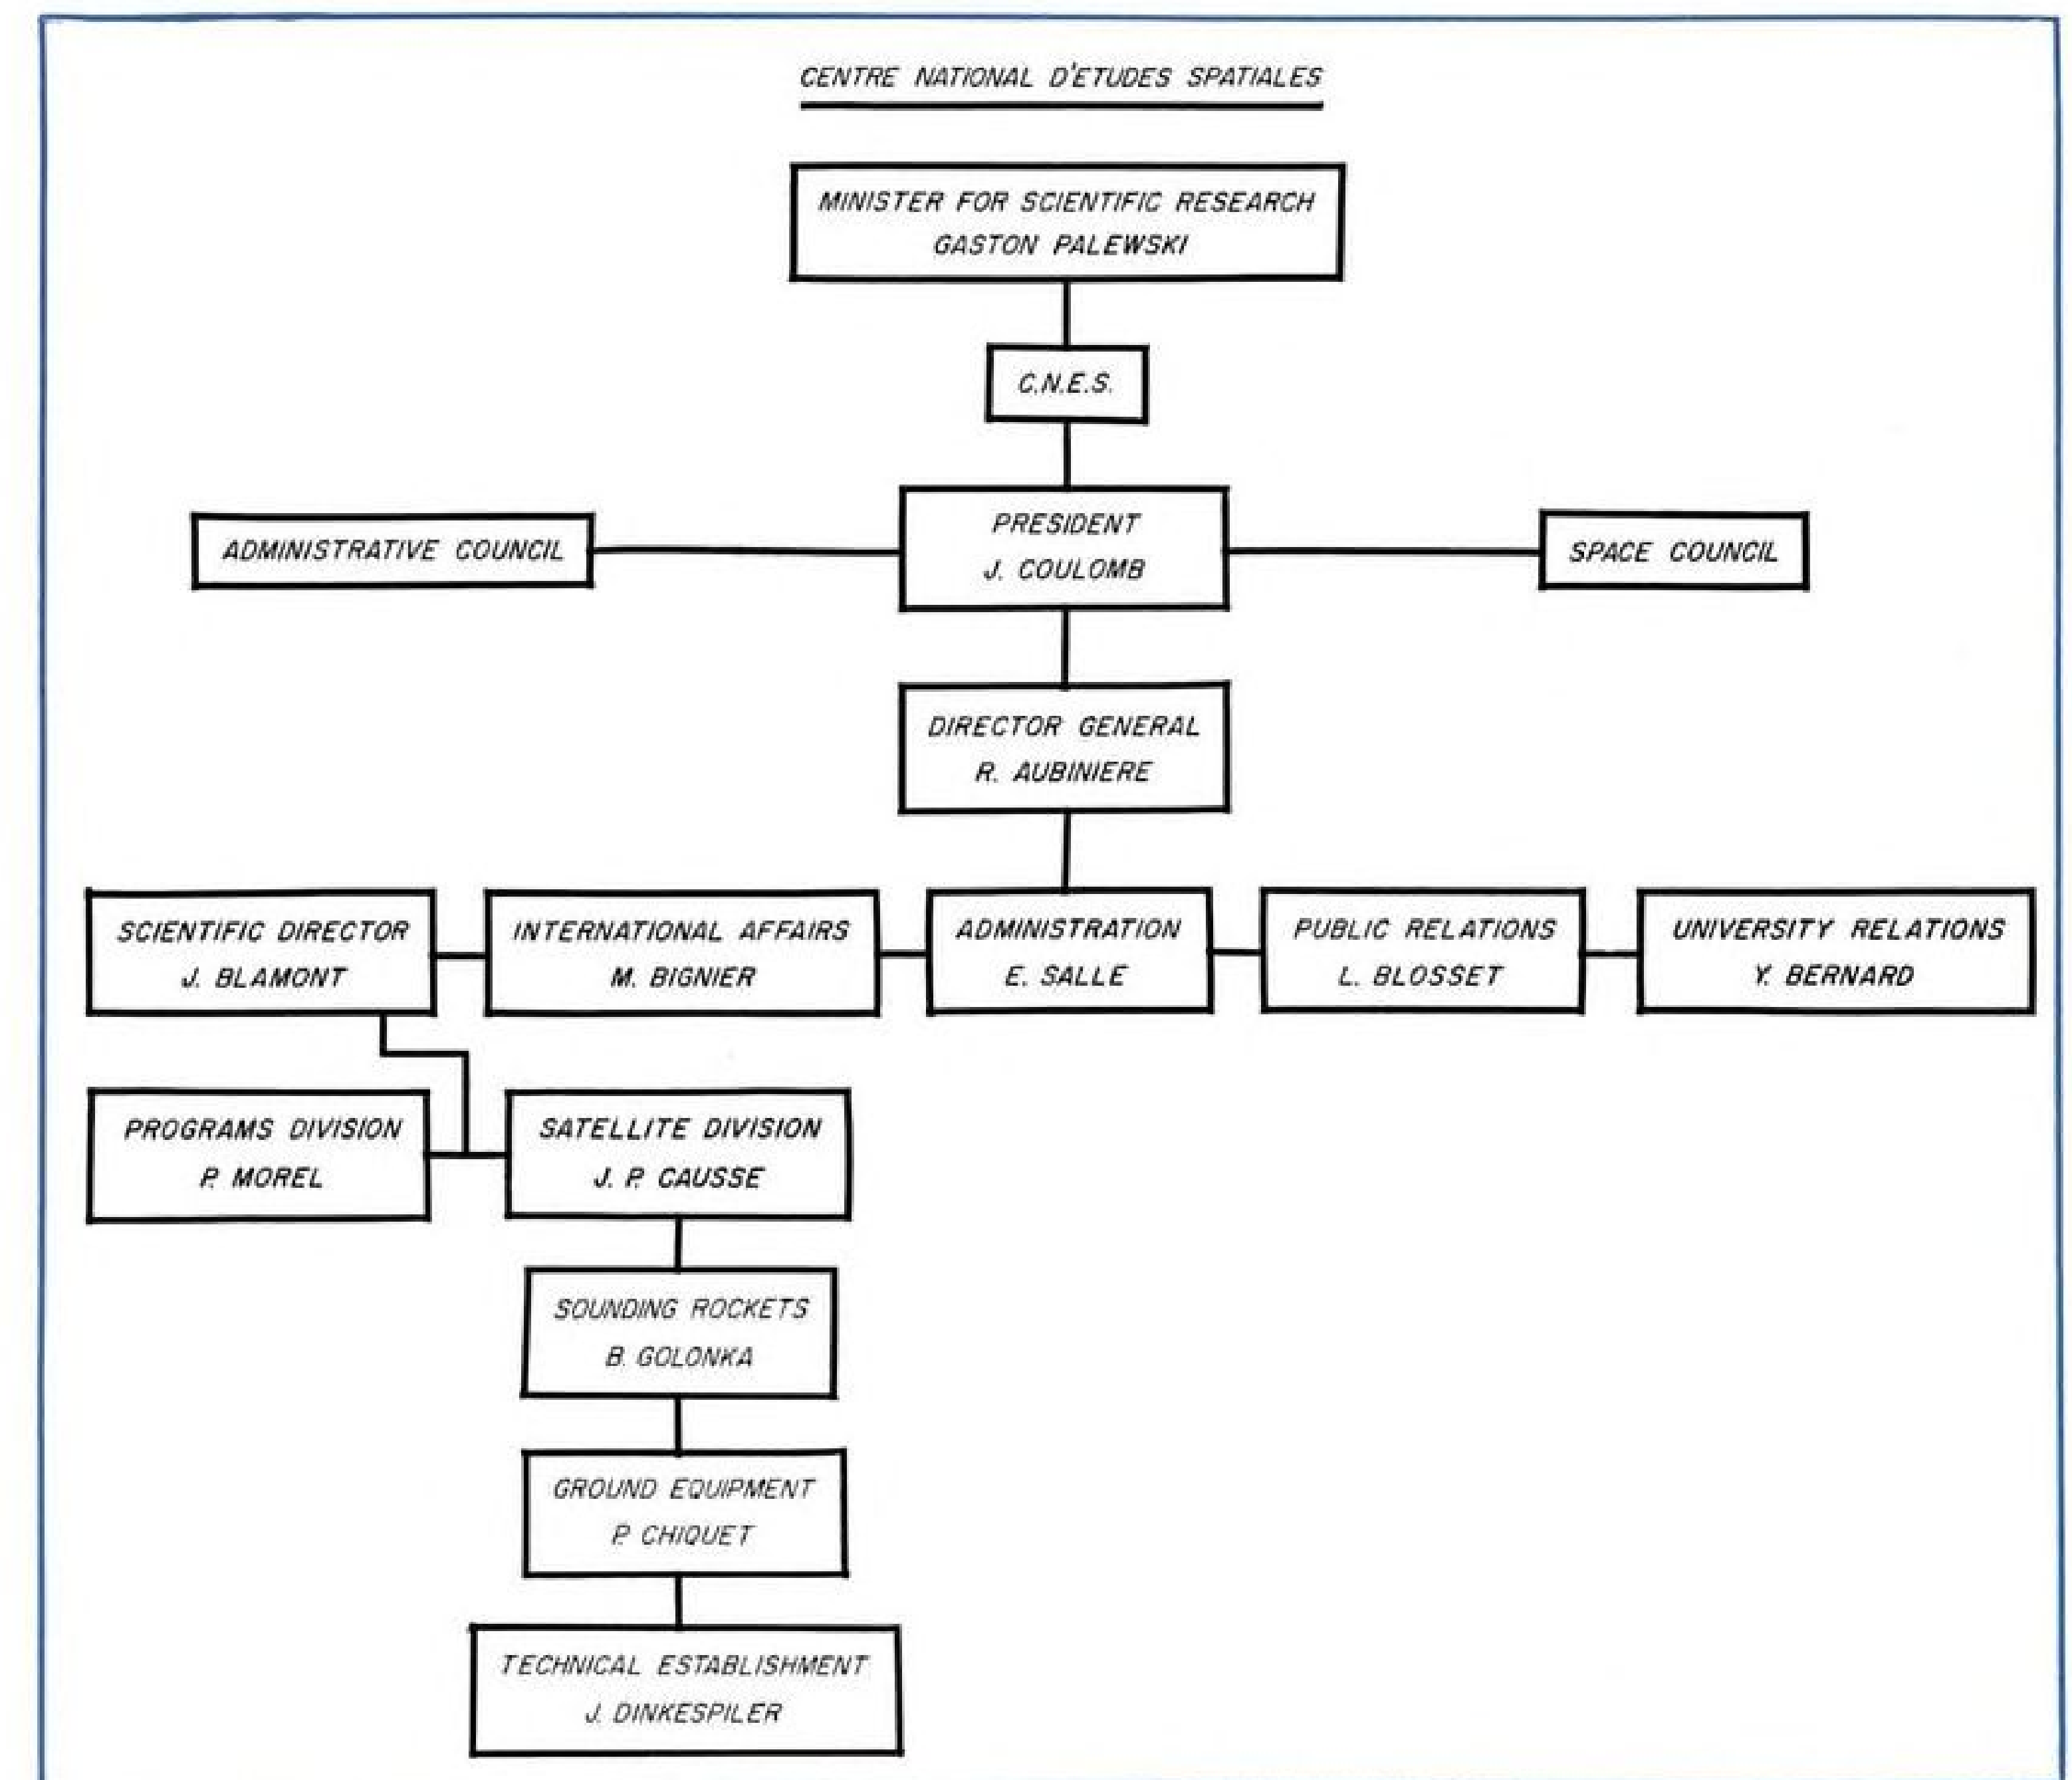 CENTRE NATIONAL D'ETUDES SPATIALES
MINISTER FOR SCIENTIFIC RESEARCH
GASTON PALEWSKI
C.N.E.S.
ADMINISTRATIVE COUNCIL
PRESIDENT
J. COULOMB
SPACE COUNCIL
DIRECTOR GENERAL
R. AUBINIERE
SCIENTIFIC DIRECTOR
J. BLAMONT
INTERNATIONAL AFFAIRS
M. BIGNIER
ADMINISTRATION
E. SALLE
PUBLIC RELATIONS
L. BLOSSET
UNIVERSITY RELATIONS
Y. BERNARD
PROGRAMS DIVISION
P. MOREL
SATELLITE DIVISION
J. P. CAUSSE
SOUNDING ROCKETS
B. GOLONKA
GROUND EQUIPMENT
P. CHIQUET
TECHNICAL ESTABLISHMENT
J. DINKESPILER